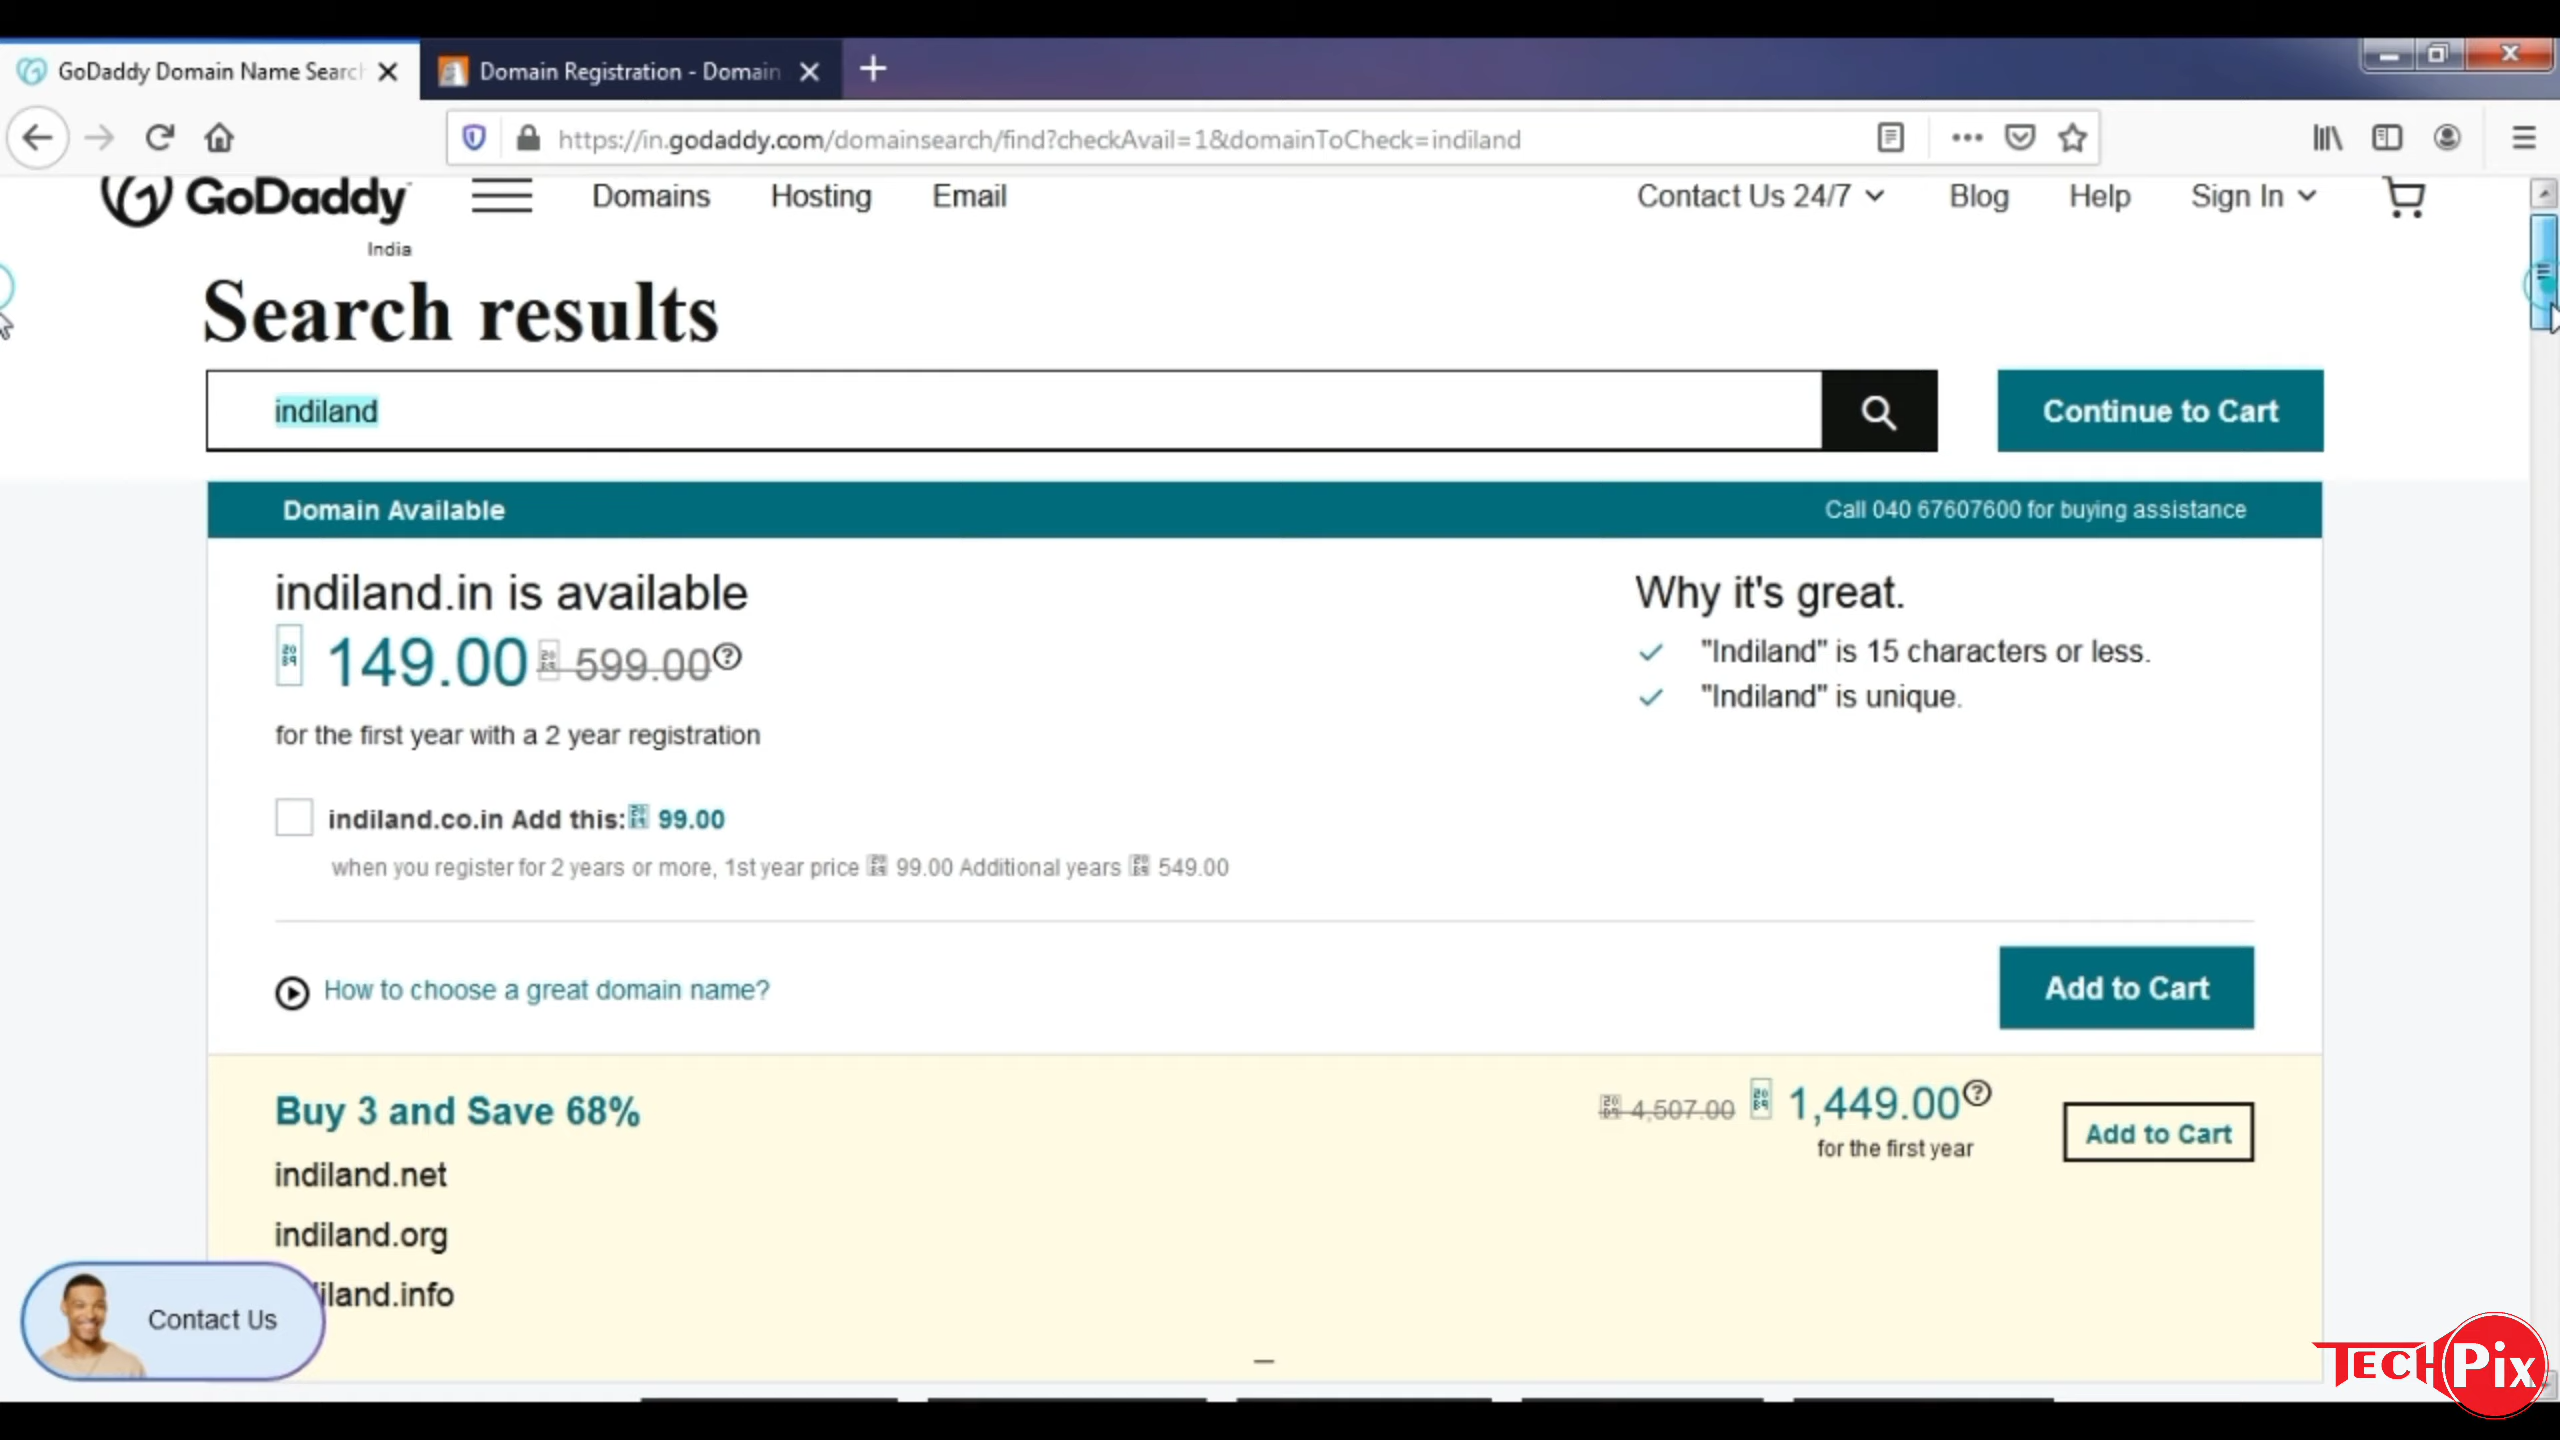 GoDaddy Domain Name Search
Domain Registration - Domain
https://in.godaddy.com/domainsearch/find?checkAvail=1&domainToCheck=indiland
GoDaddy
India
Domains
Hosting
Email
Contact Us 24/7
Blog
Help
Sign In
Search results
indiland
Continue to Cart
Domain Available
Call 040 67607600 for buying assistance
indiland.in is available
149.00 599.00
for the first year with a 2 year registration
Why it's great.
"Indiland" is 15 characters or less.
"Indiland" is unique.
indiland.co.in Add this: 99.00
when you register for 2 years or more, 1st year price 99.00 Additional years 549.00
How to choose a great domain name?
Add to Cart
Buy 3 and Save 68%
4,507.00 1,449.00
for the first year
Add to Cart
indiland.net
indiland.org
iland.info
Contact Us
TECHPix